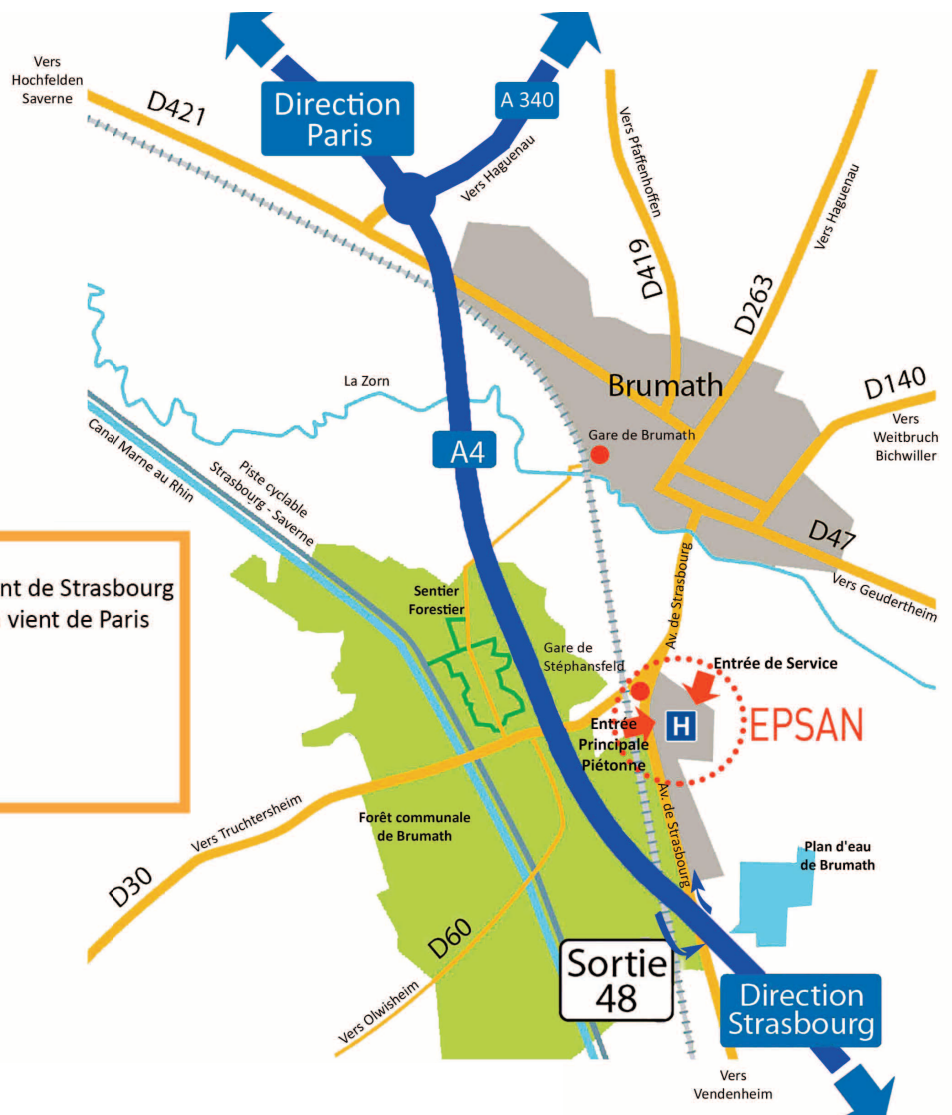 Vers
Hochfelden
Saverne
D421
Direction
Paris
A 340
Vers Haguenau
Vers Pfaffenhoffen
D419
Vers Haguenau
D263
Brumath
D140
Vers
Weitbruch
Bichwiller
La Zorn
Gare de Brumath
A4
Canal Marne au Rhin
Piste cyclable
Strasbourg - Saverne
D47
Vers Geudertheim
Av. de Strasbourg
nt de Strasbourg
vient de Paris
Sentier
Forestier
Gare de
Stéphansfeld
Entrée de Service
Entrée
Principale
Piétonne
H
EPSAN
Av. de Strasbourg
Forêt communale
de Brumath
Vers Truchtersheim
D30
D60
Vers Olwisheim
Plan d'eau
de Brumath
Sortie
48
Direction
Strasbourg
Vers
Vendenheim